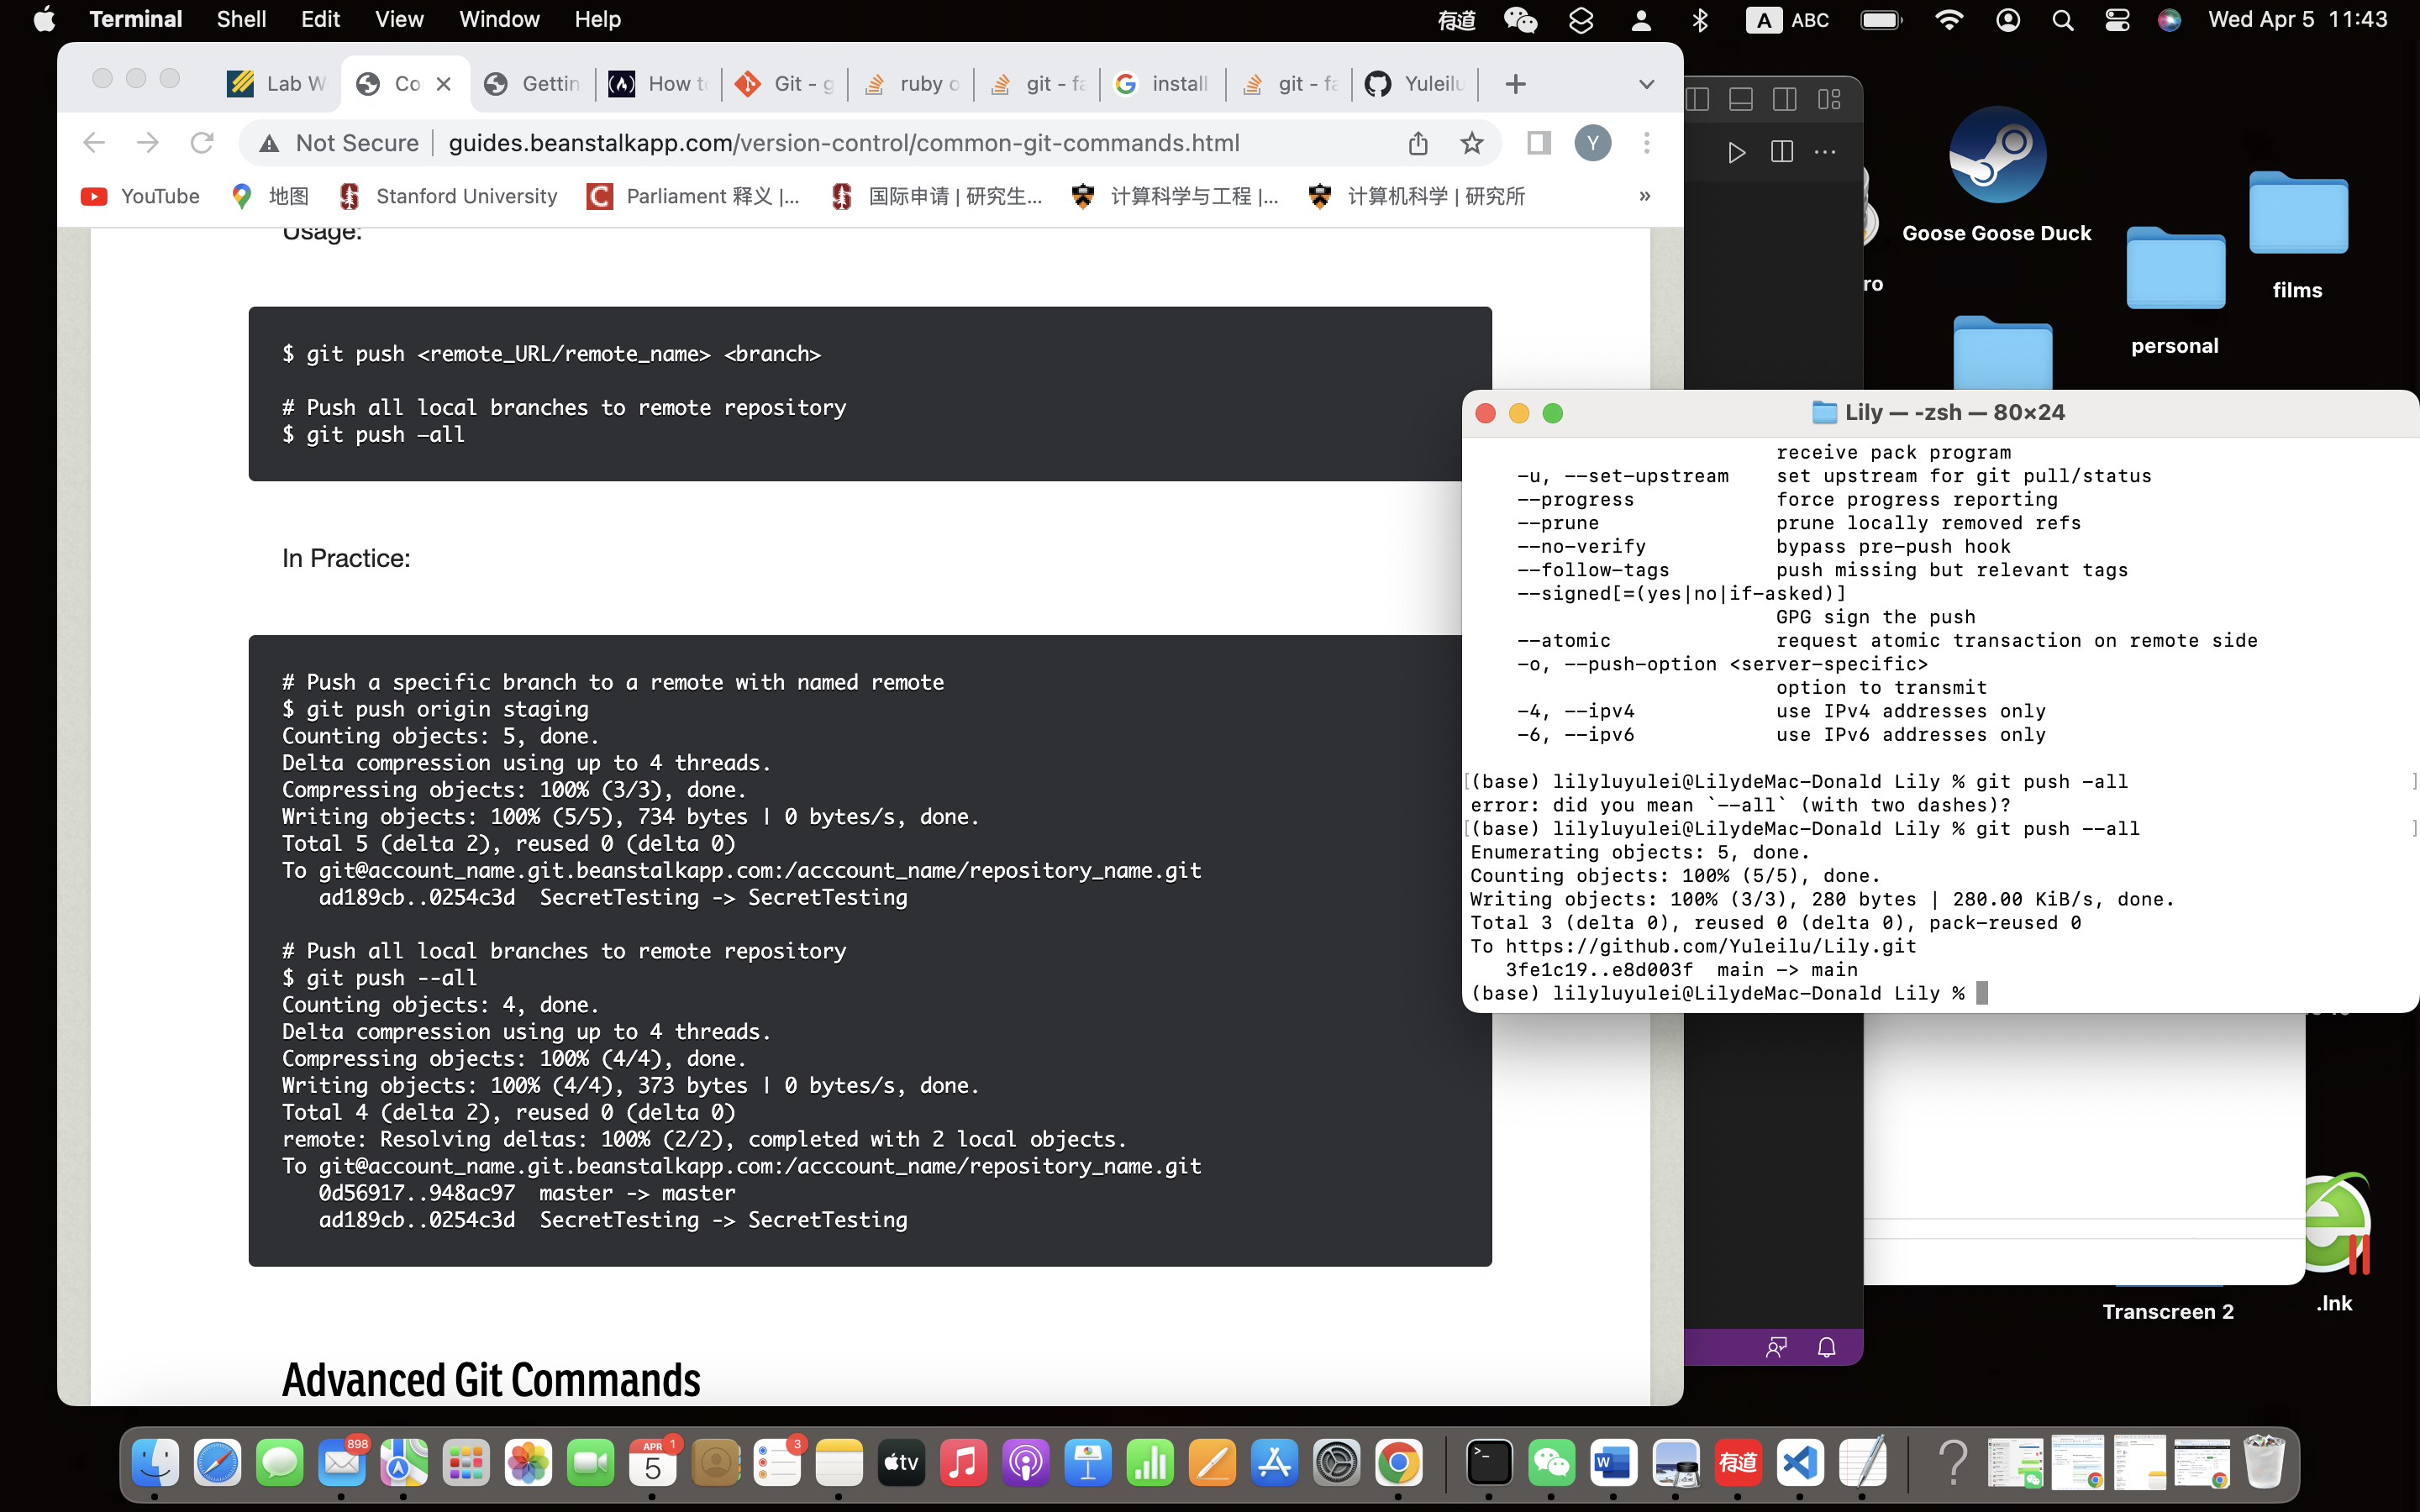 Terminal Shell Edit View Window Help 有道 A ABC Wed Apr 5 11:43
Lab W Co Gettin How to Git - g ruby o git - fa install git - fa Yuleilu
Not Secure guides.beanstalkapp.com/version-control/common-git-commands.html Y
YouTube 地图 Stanford University Parliament 释义 |... 国际申请 | 研究生... 计算科学与工程 |... 计算机科学 | 研究所 »
Usage:
$ git push <remote_URL/remote_name> <branch>
# Push all local branches to remote repository
$ git push —all
In Practice:
# Push a specific branch to a remote with named remote
$ git push origin staging
Counting objects: 5, done.
Delta compression using up to 4 threads.
Compressing objects: 100% (3/3), done.
Writing objects: 100% (5/5), 734 bytes | 0 bytes/s, done.
Total 5 (delta 2), reused 0 (delta 0)
To git@account_name.git.beanstalkapp.com:/acccount_name/repository_name.git
ad189cb..0254c3d SecretTesting -> SecretTesting
# Push all local branches to remote repository
$ git push --all
Counting objects: 4, done.
Delta compression using up to 4 threads.
Compressing objects: 100% (4/4), done.
Writing objects: 100% (4/4), 373 bytes | 0 bytes/s, done.
Total 4 (delta 2), reused 0 (delta 0)
remote: Resolving deltas: 100% (2/2), completed with 2 local objects.
To git@account_name.git.beanstalkapp.com:/acccount_name/repository_name.git
0d56917..948ac97 master -> master
ad189cb..0254c3d SecretTesting -> SecretTesting
Advanced Git Commands
Goose Goose Duck
ro
films
personal
Lily — -zsh — 80×24
receive pack program
-u, --set-upstream set upstream for git pull/status
--progress force progress reporting
--prune prune locally removed refs
--no-verify bypass pre-push hook
--follow-tags push missing but relevant tags
--signed[=(yes|no|if-asked)]
GPG sign the push
--atomic request atomic transaction on remote side
-o, --push-option <server-specific>
option to transmit
-4, --ipv4 use IPv4 addresses only
-6, --ipv6 use IPv6 addresses only
[(base) lilyluyulei@LilydeMac-Donald Lily % git push -all ]
error: did you mean `--all` (with two dashes)?
[(base) lilyluyulei@LilydeMac-Donald Lily % git push --all ]
Enumerating objects: 5, done.
Counting objects: 100% (5/5), done.
Writing objects: 100% (3/3), 280 bytes | 280.00 KiB/s, done.
Total 3 (delta 0), reused 0 (delta 0), pack-reused 0
To https://github.com/Yuleilu/Lily.git
3fe1c19..e8d003f main -> main
(base) lilyluyulei@LilydeMac-Donald Lily %
Transcreen 2
.lnk
898 APR 1 5 3 tv >_ W 有道 ?